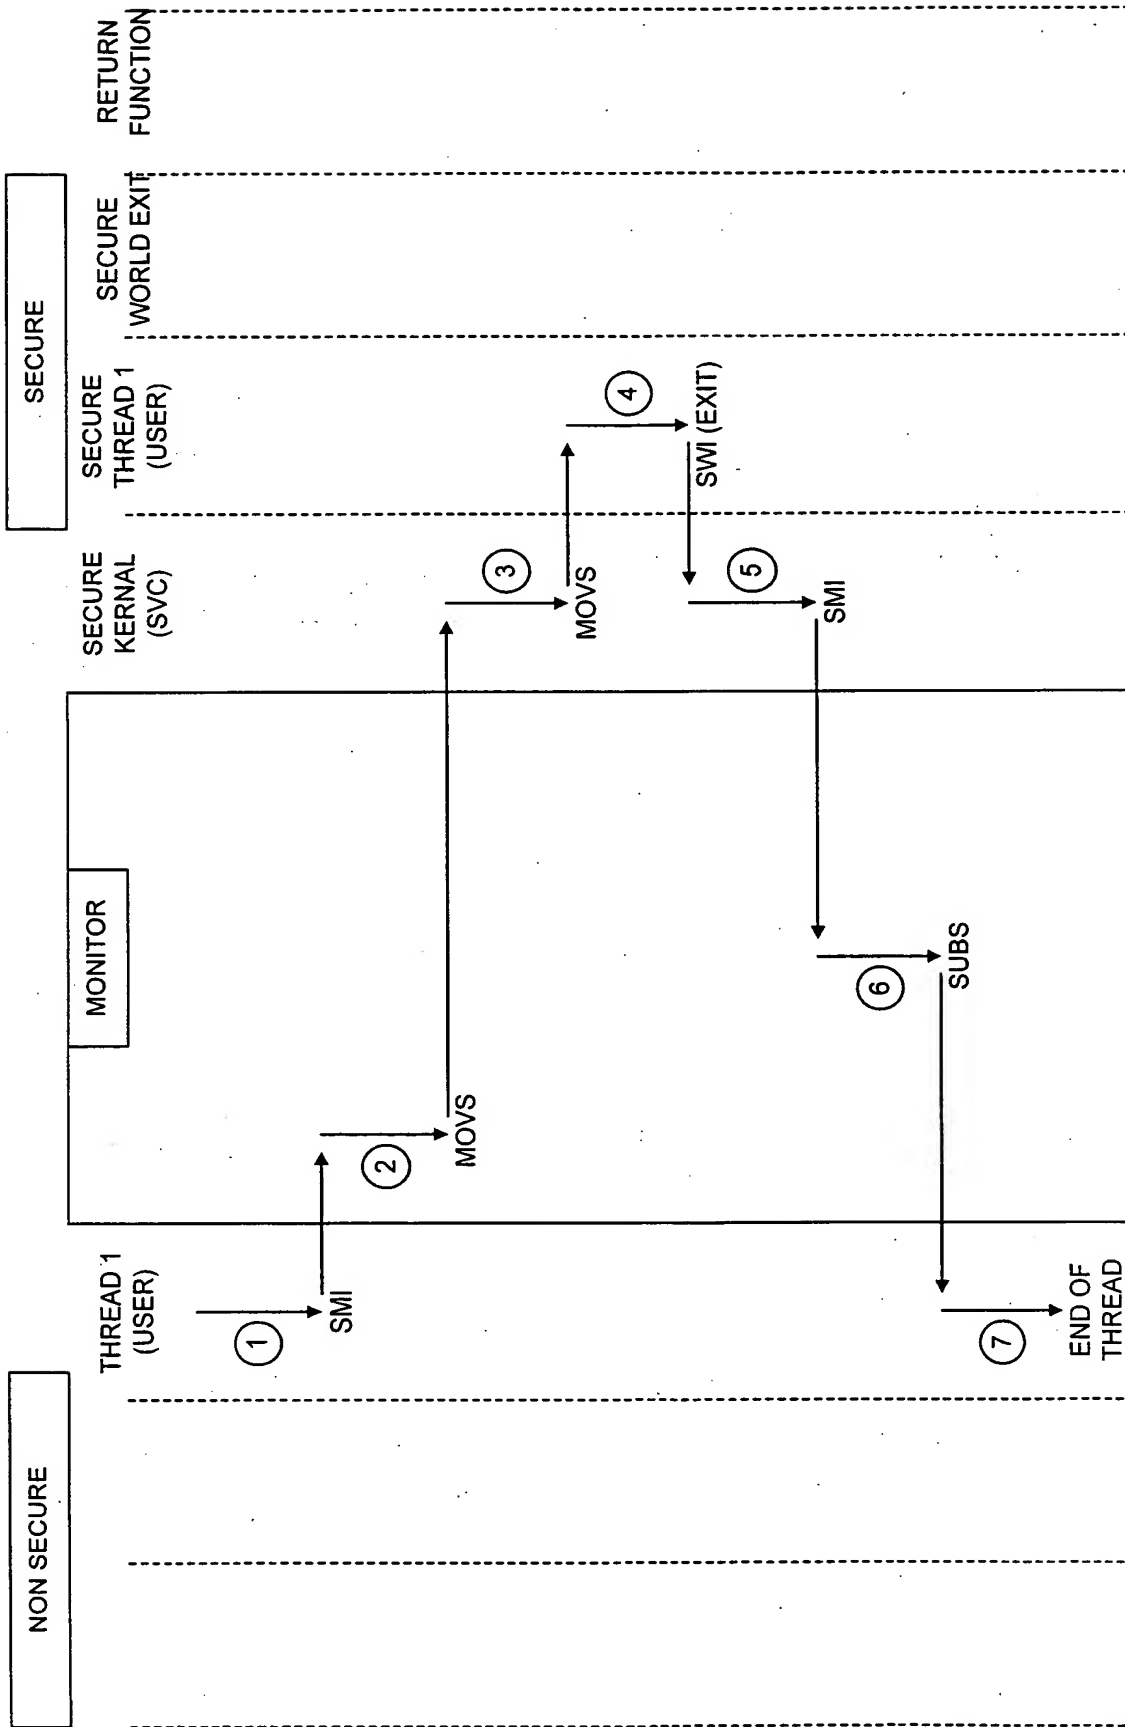 NON SECURE
MONITOR
SECURE
THREAD 1
(USER)
SECURE
KERNAL
(SVC)
SECURE
THREAD 1
(USER)
SECURE
WORLD EXIT
RETURN
FUNCTION
1
SMI
2
MOVS
3
MOVS
4
SWI (EXIT)
5
SMI
6
SUBS
7
END OF
THREAD